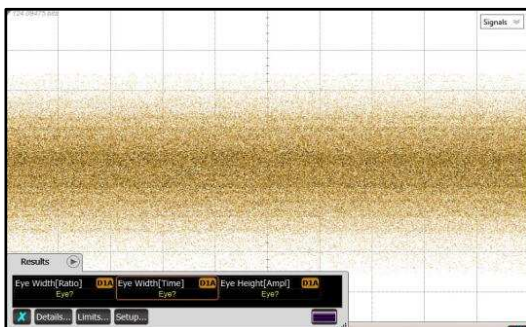 Signals
Results
Eye Width[Ratio] D1A Eye Width[Time] D1A Eye Height[Ampl] D1A
Eye? Eye? Eye?
Details... Limits... Setup...